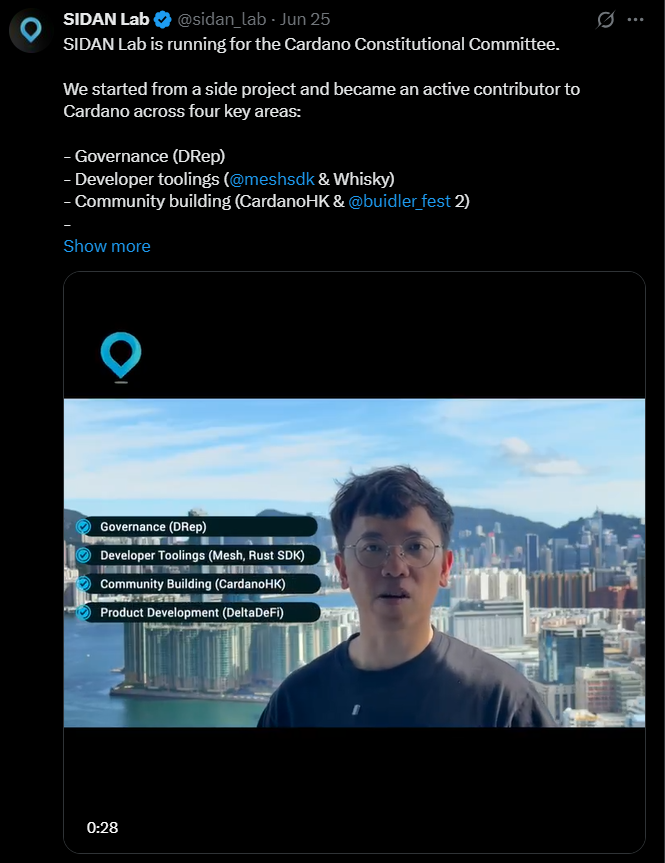 SIDAN Lab @sidan_lab · Jun 25
SIDAN Lab is running for the Cardano Constitutional Committee.
We started from a side project and became an active contributor to
Cardano across four key areas:
- Governance (DRep)
- Developer toolings (@meshsdk & Whisky)
- Community building (CardanoHK & @buidler_fest 2)
-
Show more
Governance (DRep)
Developer Toolings (Mesh, Rust SDK)
Community Building (CardanoHK)
Product Development (DeltaDeFi)
0:28